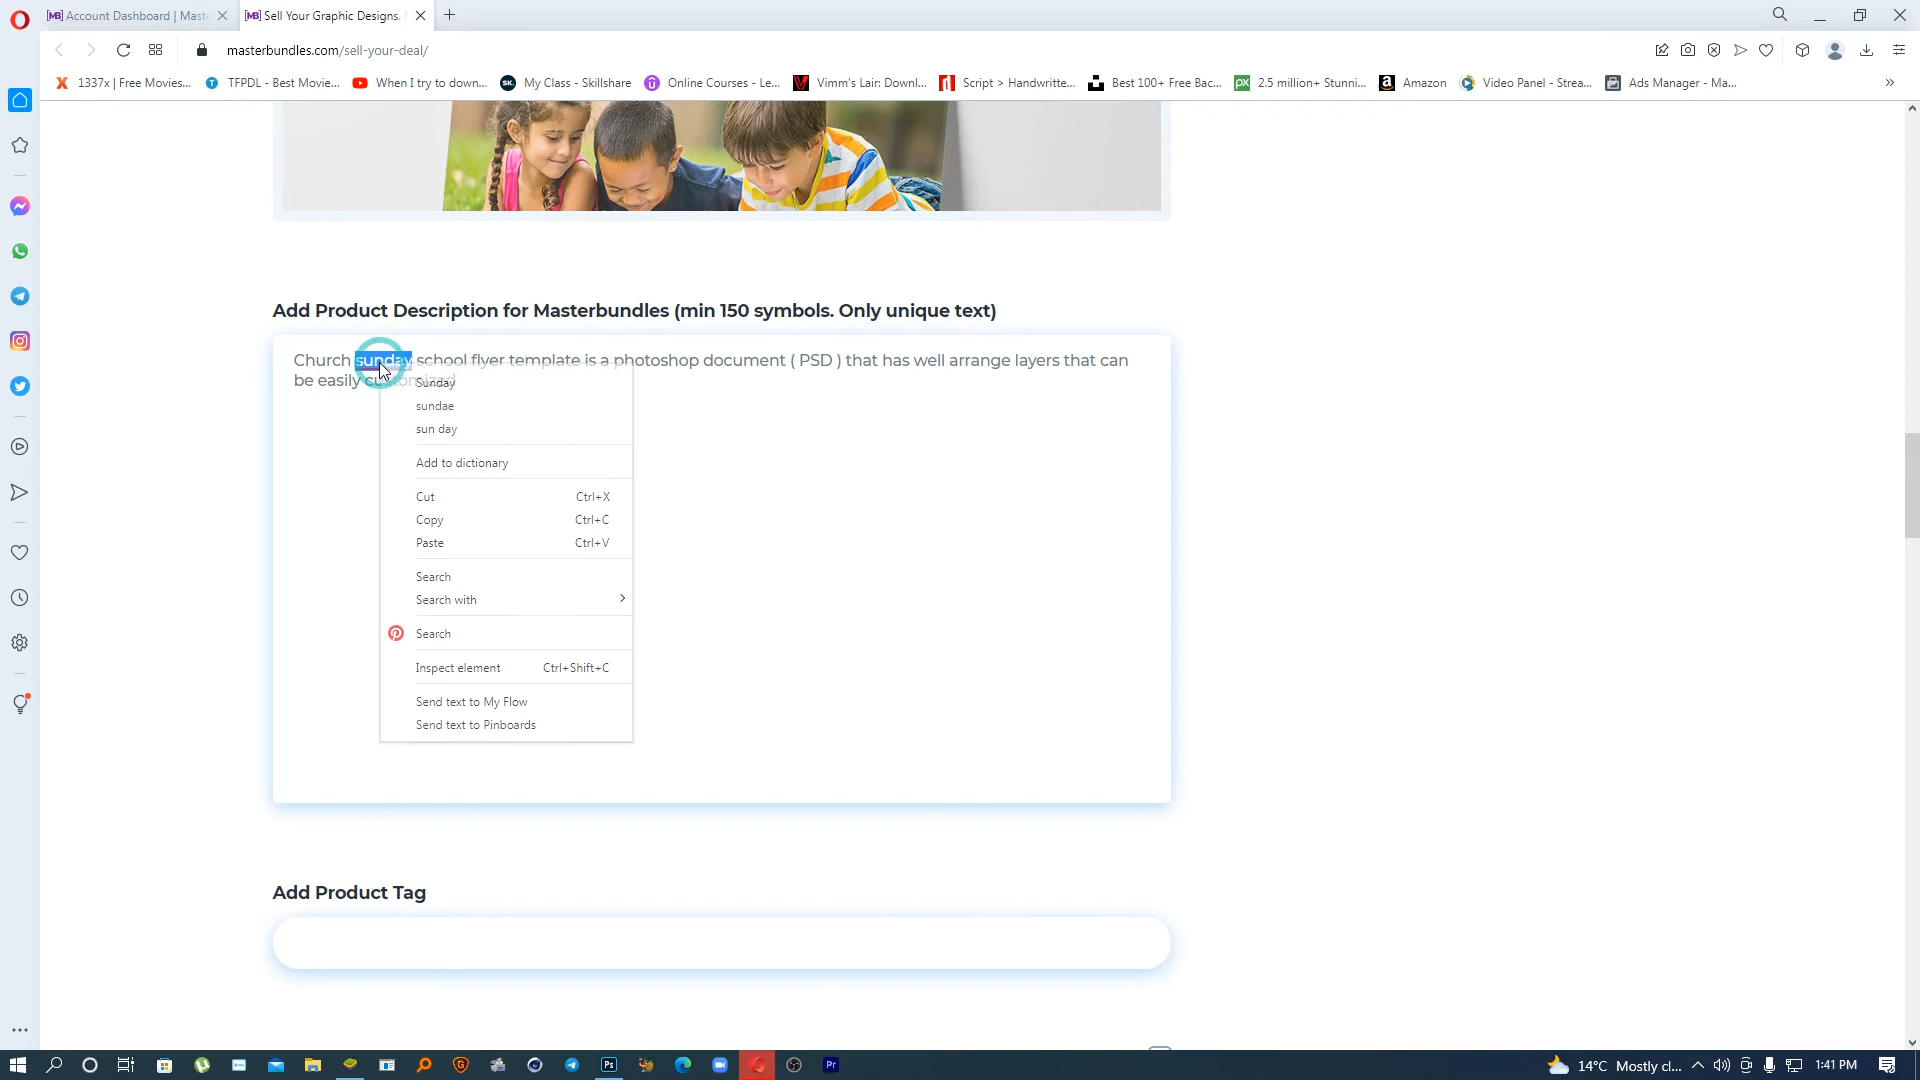 Account Dashboard | Maste
Sell Your Graphic Designs.
masterbundles.com/sell-your-deal/
1337x | Free Movies...
TFPDL - Best Movie...
When I try to down...
My Class - Skillshare
Online Courses - Le...
Vimm's Lair: Downl...
Script > Handwritte...
Best 100+ Free Bac...
2.5 million+ Stunni...
Amazon
Video Panel - Strea...
Ads Manager - Ma...
Add Product Description for Masterbundles (min 150 symbols. Only unique text)
Church sunday school flyer template is a photoshop document ( PSD ) that has well arrange layers that can
be easily customized
Sunday
sundae
sun day
Add to dictionary
Cut Ctrl+X
Copy Ctrl+C
Paste Ctrl+V
Search
Search with
Search
Inspect element Ctrl+Shift+C
Send text to My Flow
Send text to Pinboards
Add Product Tag
14°C Mostly cl... 1:41 PM